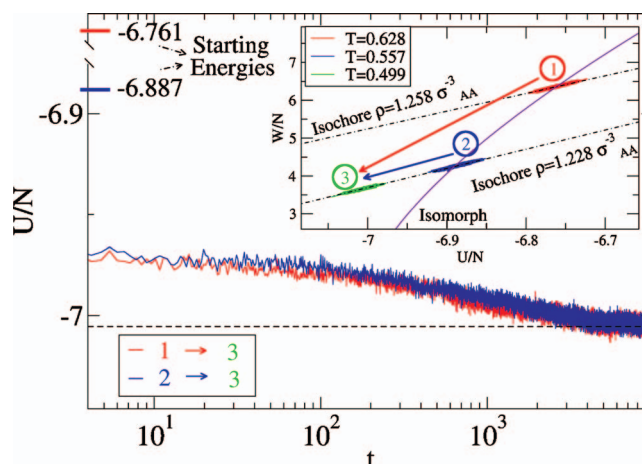 -6.761
Starting
Energies
-6.887
-6.9
U/N
-7
T=0.628
T=0.557
T=0.499
W/N
7
6
5
4
3
Isochore ρ=1.258 σ⁻³AA
Isochore ρ=1.228 σ⁻³AA
1
2
3
Isomorph
-7 -6.9 -6.8 -6.7
U/N
1 → 3
2 → 3
10¹ 10² 10³
t